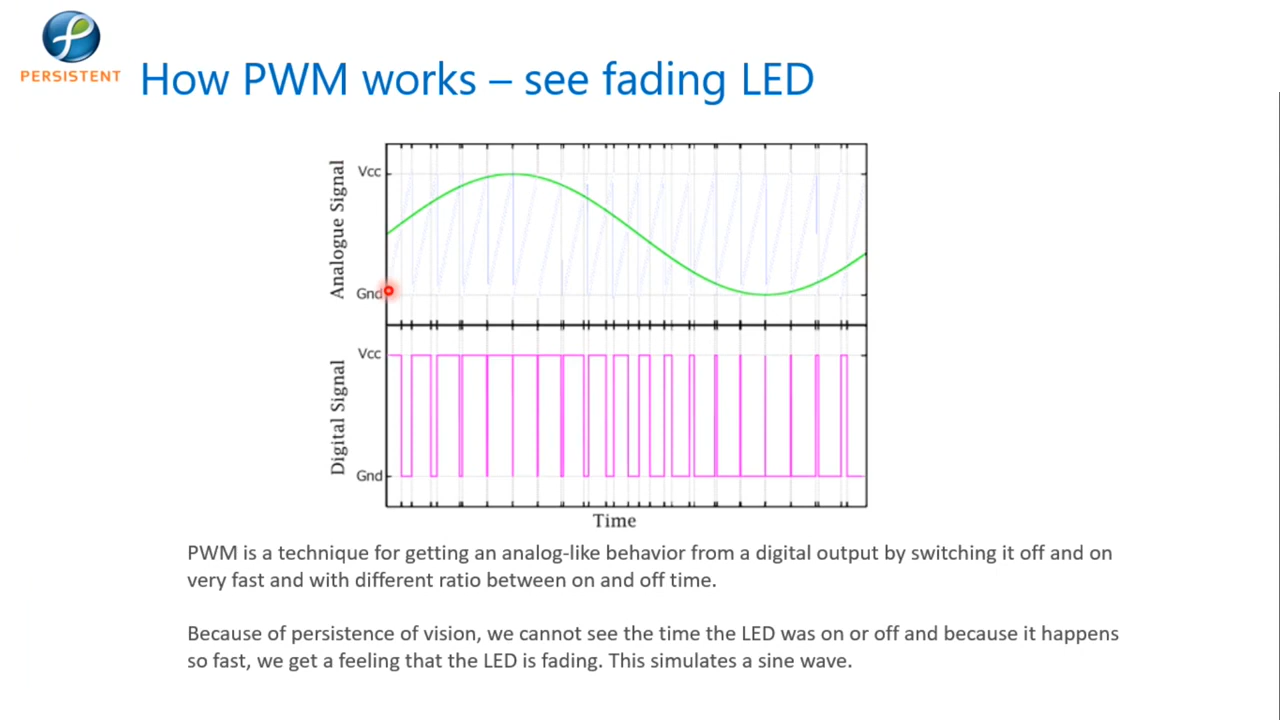 PERSISTENT
How PWM works – see fading LED
Analogue Signal
Vcc
Gnd
Digital Signal
Vcc
Gnd
Time
PWM is a technique for getting an analog-like behavior from a digital output by switching it off and on
very fast and with different ratio between on and off time.
Because of persistence of vision, we cannot see the time the LED was on or off and because it happens
so fast, we get a feeling that the LED is fading. This simulates a sine wave.